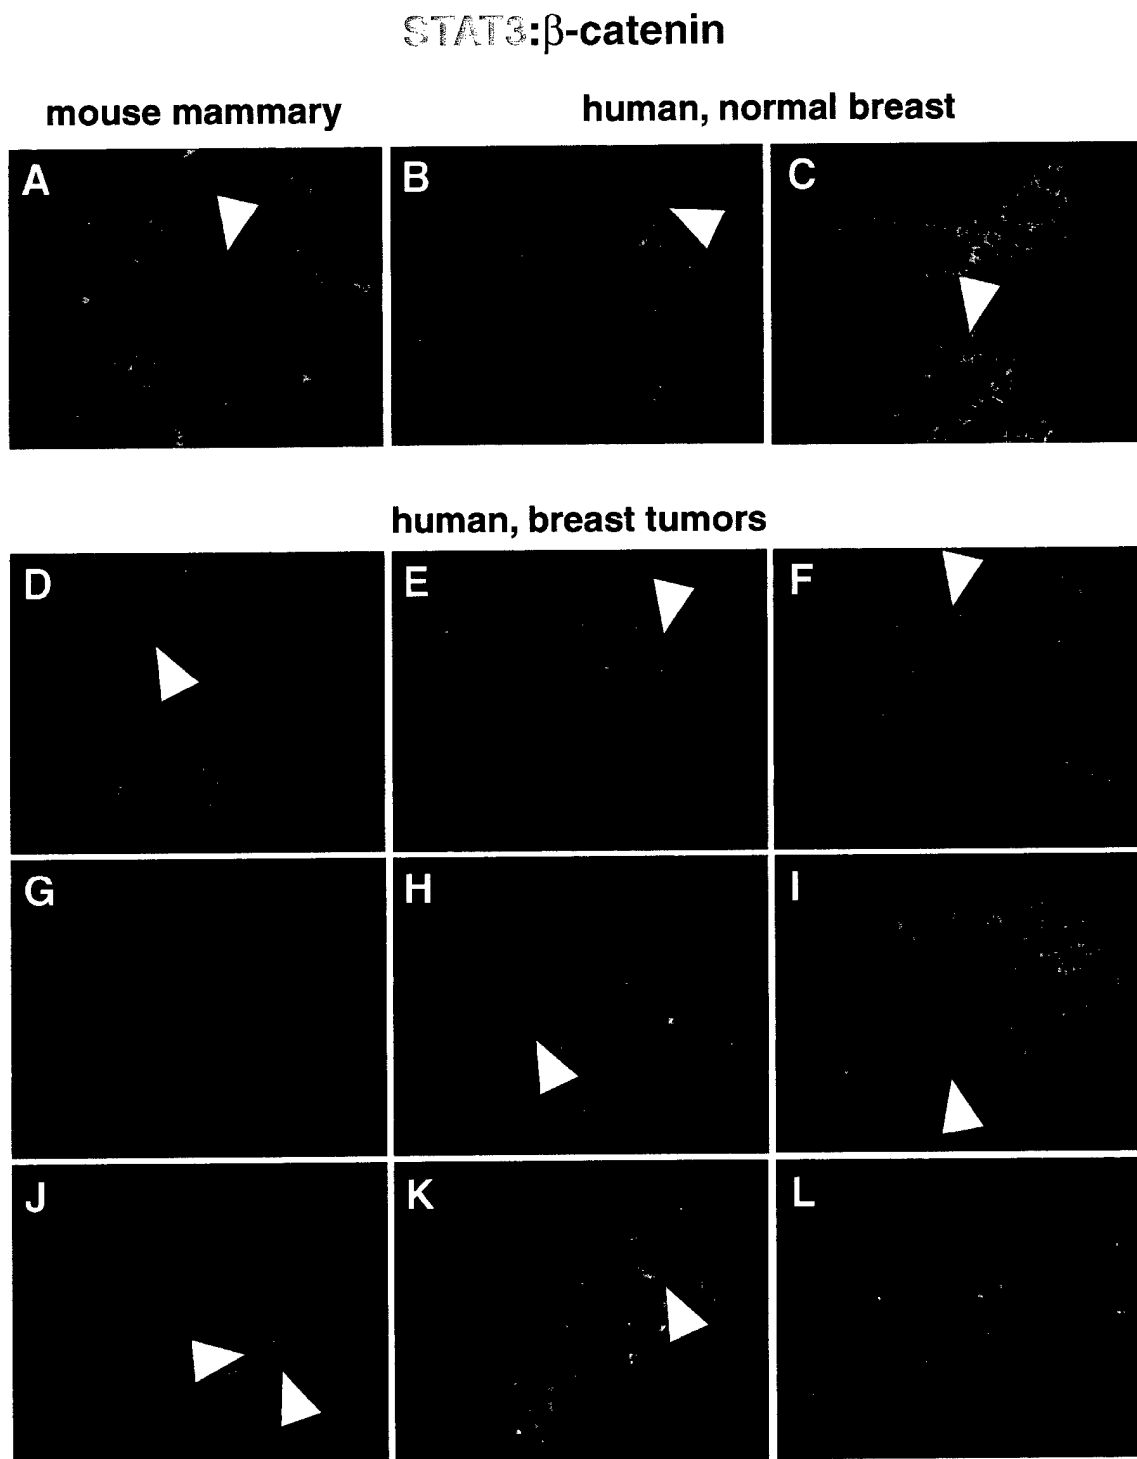 STAT3:β-catenin
mouse mammary
human, normal breast
A
B
C
human, breast tumors
D
E
F
G
H
I
J
K
L